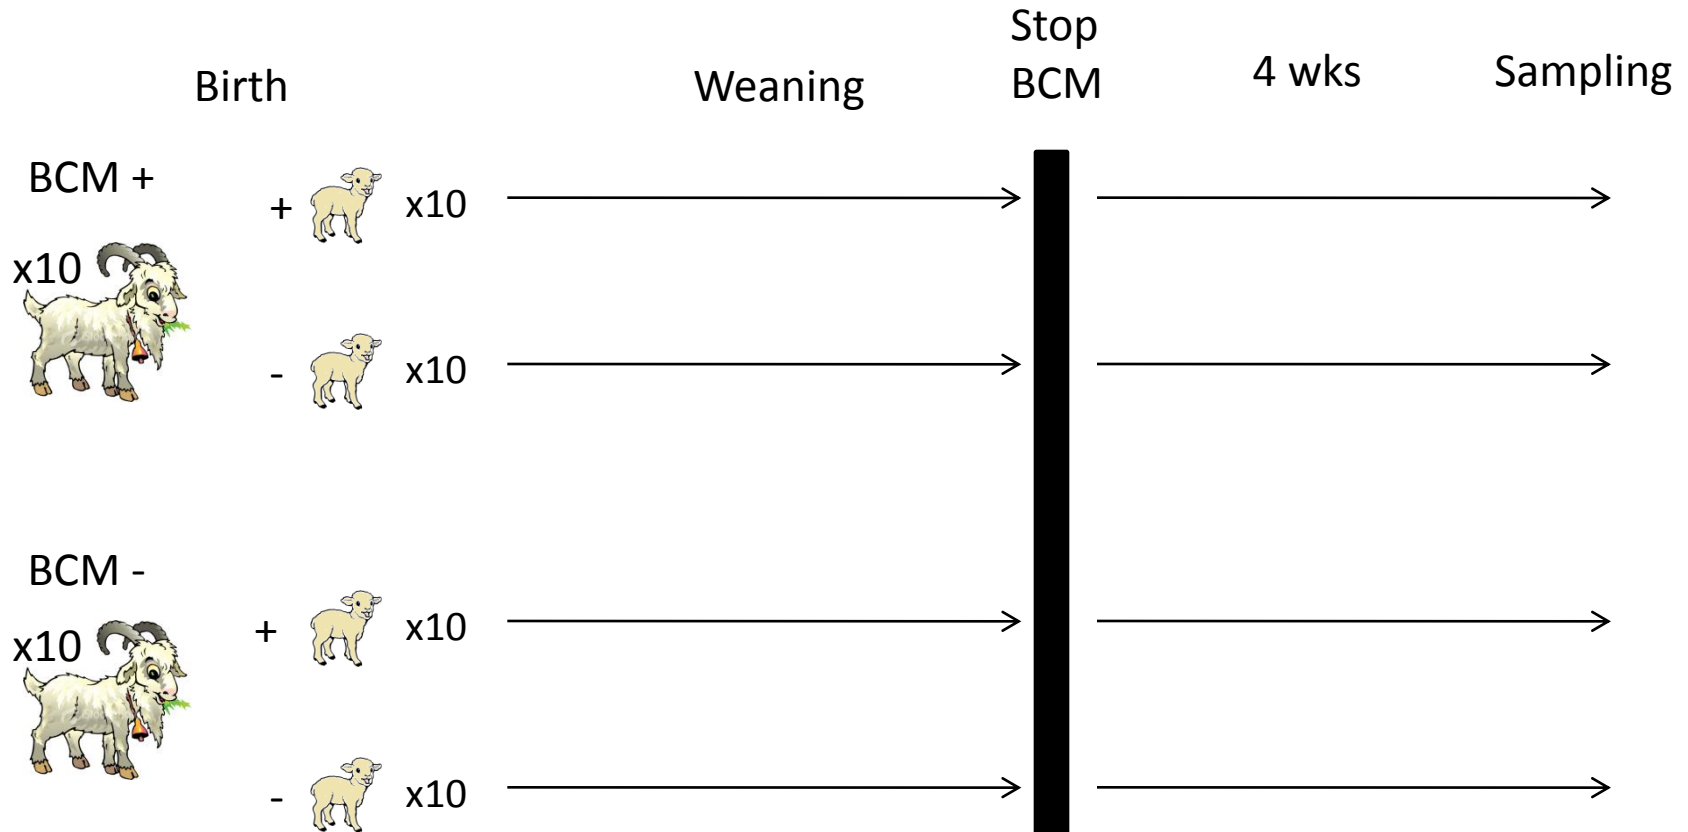 Birth
Weaning
Stop
BCM
4 wks
Sampling
BCM +
x10
+ x10
- x10
BCM -
x10
+ x10
- x10